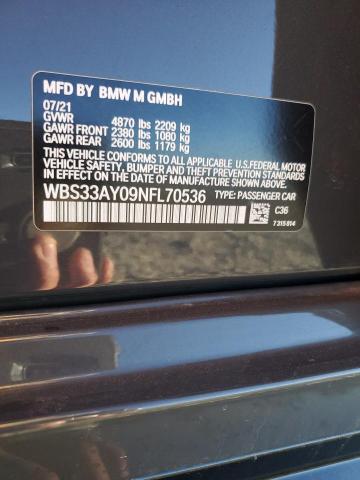 MFD BY BMW M GMBH
07/21
GVWR 4870 lbs 2209 kg
GAWR FRONT 2380 lbs 1080 kg
GAWR REAR 2600 lbs 1179 kg
THIS VEHICLE CONFORMS TO ALL APPLICABLE U.S.FEDERAL MOTOR
VEHICLE SAFETY, BUMPER, AND THEFT PREVENTION STANDARDS
IN EFFECT ON THE DATE OF MANUFACTURE SHOWN ABOVE.
WBS33AY09NFL70536 TYPE: PASSENGER CAR
C36
7315814